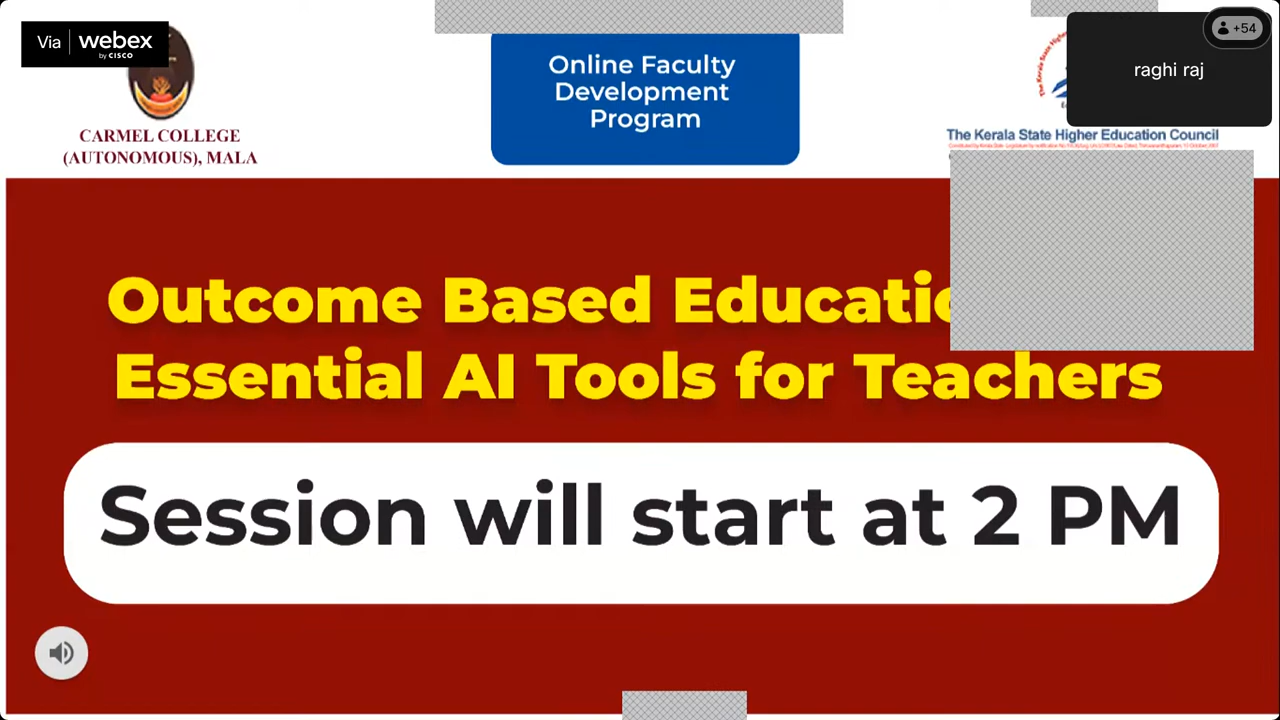 Via webex
by CISCO
+54
raghi raj
Online Faculty
Development
Program
CARMEL COLLEGE
(AUTONOMOUS), MALA
The Kerala State Higher Education Council
Outcome Based
Essential AI Tools for Teachers
Session will start at 2 PM